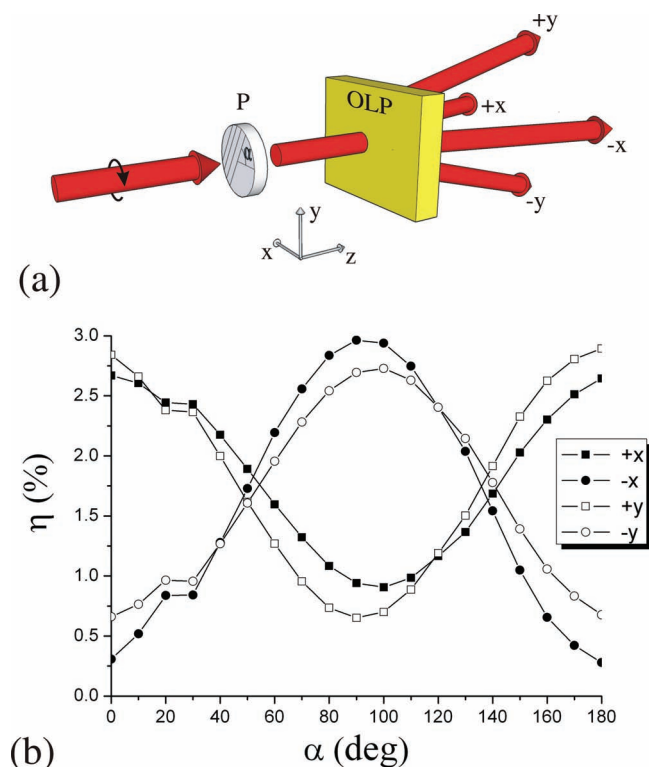 +y
P
OLP
+x
α
-x
-y
y
x
z
(a)
3.0
2.5
2.0
1.5
1.0
0.5
0.0
η (%)
+x
-x
+y
-y
0 20 40 60 80 100 120 140 160 180
(b)
α (deg)